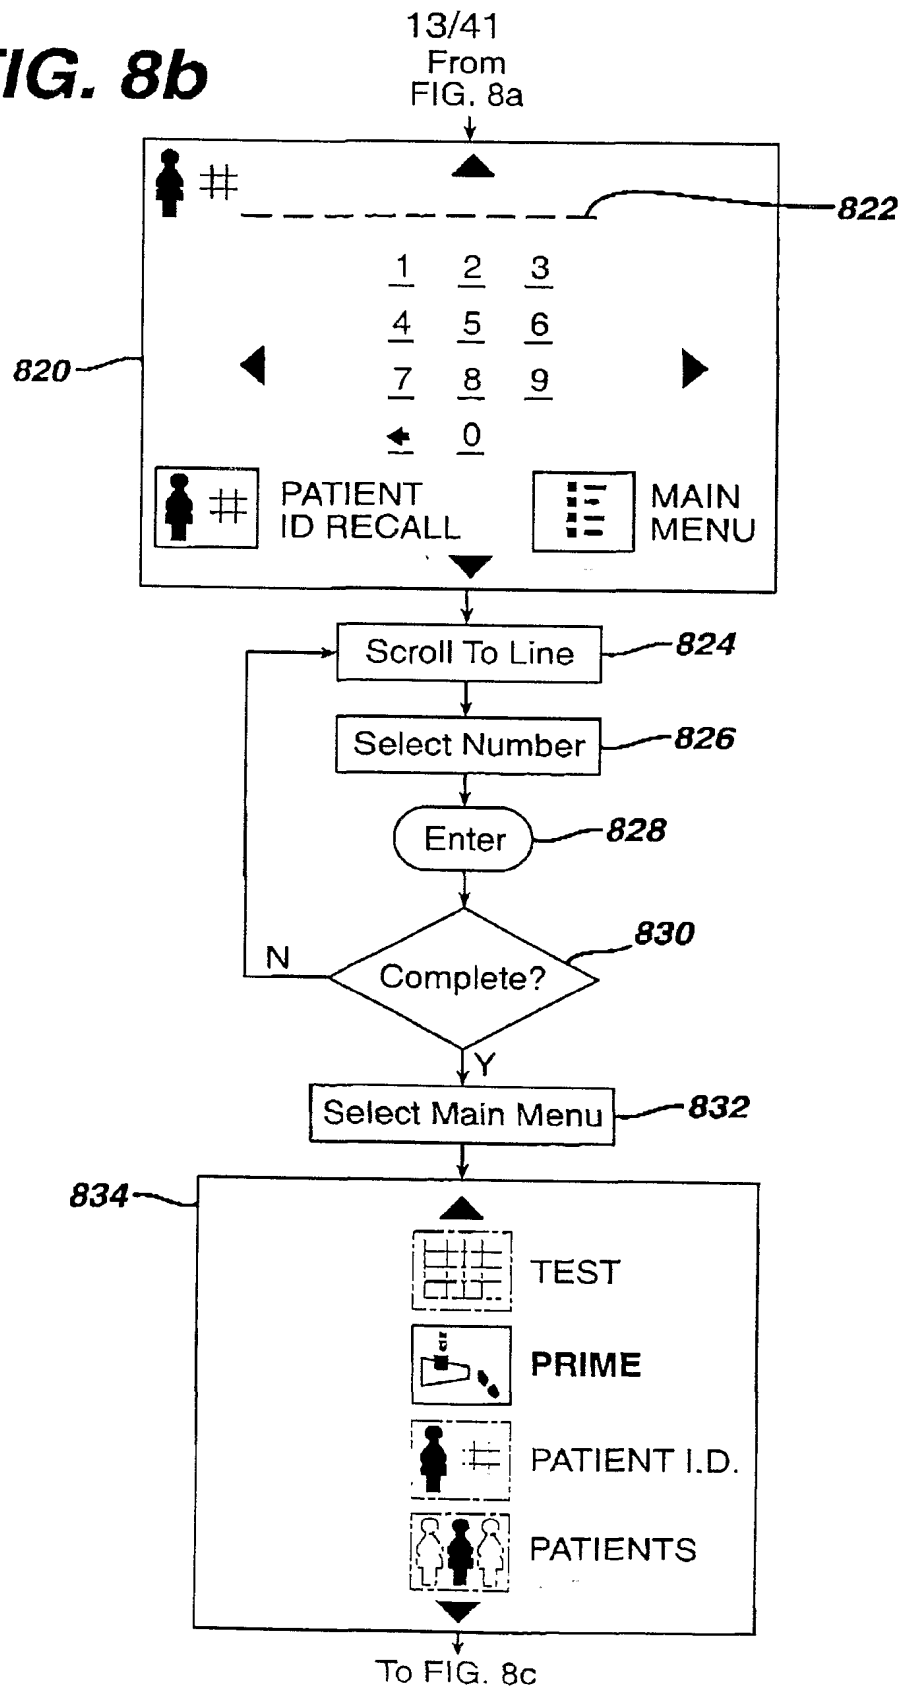 13/41
FIG. 8b
From
FIG. 8a
#
822
1 2 3
4 5 6
820
7 8 9
0
# PATIENT
ID RECALL
MAIN
MENU
Scroll To Line
824
Select Number
826
Enter
828
830
Complete?
N
Y
Select Main Menu
832
834
TEST
PRIME
# PATIENT I.D.
PATIENTS
To FIG. 8c